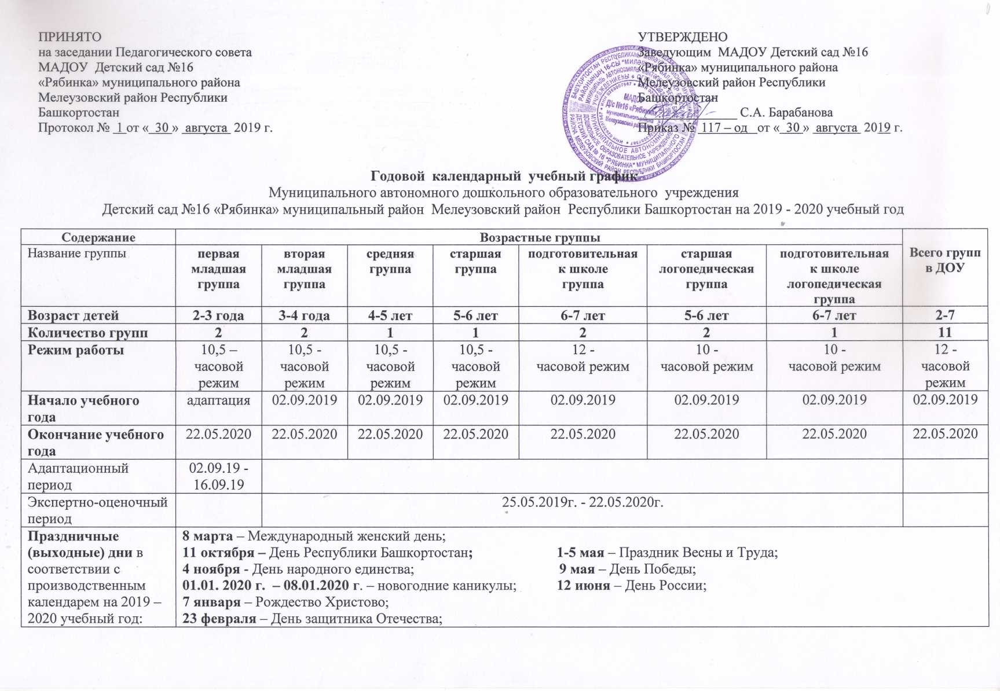 ПРИНЯТО
на заседании Педагогического совета
МАДОУ Детский сад №16
«Рябинка» муниципального района
Мелеузовский район Республики
Башкортостан
Протокол № 1 от « 30 » августа 2019 г.
УТВЕРЖДЕНО
Заведующим МАДОУ Детский сад №16
«Рябинка» муниципального района
Мелеузовский район Республики
Башкортостан
С.А. Барабанова
Приказ № 117 – од от « 30 » августа 2019 г.
МАДОУ
Д/с №16 «Рябинка»
муниципального района
Мелеузовский район
Годовой календарный учебный график
Муниципального автономного дошкольного образовательного учреждения
Детский сад №16 «Рябинка» муниципальный район Мелеузовский район Республики Башкортостан на 2019 - 2020 учебный год
Содержание Возрастные группы Всего групп в ДОУ
Название группы
первая
младшая
группа
вторая
младшая
группа
средняя
группа
старшая
группа
подготовительная
к школе
группа
старшая
логопедическая
группа
подготовительная
к школе
логопедическая
группа
Возраст детей 2-3 года 3-4 года 4-5 лет 5-6 лет 6-7 лет 5-6 лет 6-7 лет 2-7
Количество групп 2 2 1 1 2 2 1 11
Режим работы
10,5 –
часовой
режим
10,5 -
часовой
режим
10,5 -
часовой
режим
10,5 -
часовой
режим
12 -
часовой режим
10 -
часовой режим
10 -
часовой режим
12 -
часовой
режим
Начало учебного
года
адаптация 02.09.2019 02.09.2019 02.09.2019 02.09.2019 02.09.2019 02.09.2019 02.09.2019
Окончание учебного
года
22.05.2020 22.05.2020 22.05.2020 22.05.2020 22.05.2020 22.05.2020 22.05.2020 22.05.2020
Адаптационный
период
02.09.19 -
16.09.19
Экспертно-оценочный
период
25.05.2019г. - 22.05.2020г.
Праздничные
(выходные) дни в
соответствии с
производственным
календарем на 2019 –
2020 учебный год:
8 марта – Международный женский день;
11 октября – День Республики Башкортостан; 1-5 мая – Праздник Весны и Труда;
4 ноября - День народного единства; 9 мая – День Победы;
01.01. 2020 г. – 08.01.2020 г. – новогодние каникулы; 12 июня – День России;
7 января – Рождество Христово;
23 февраля – День защитника Отечества;